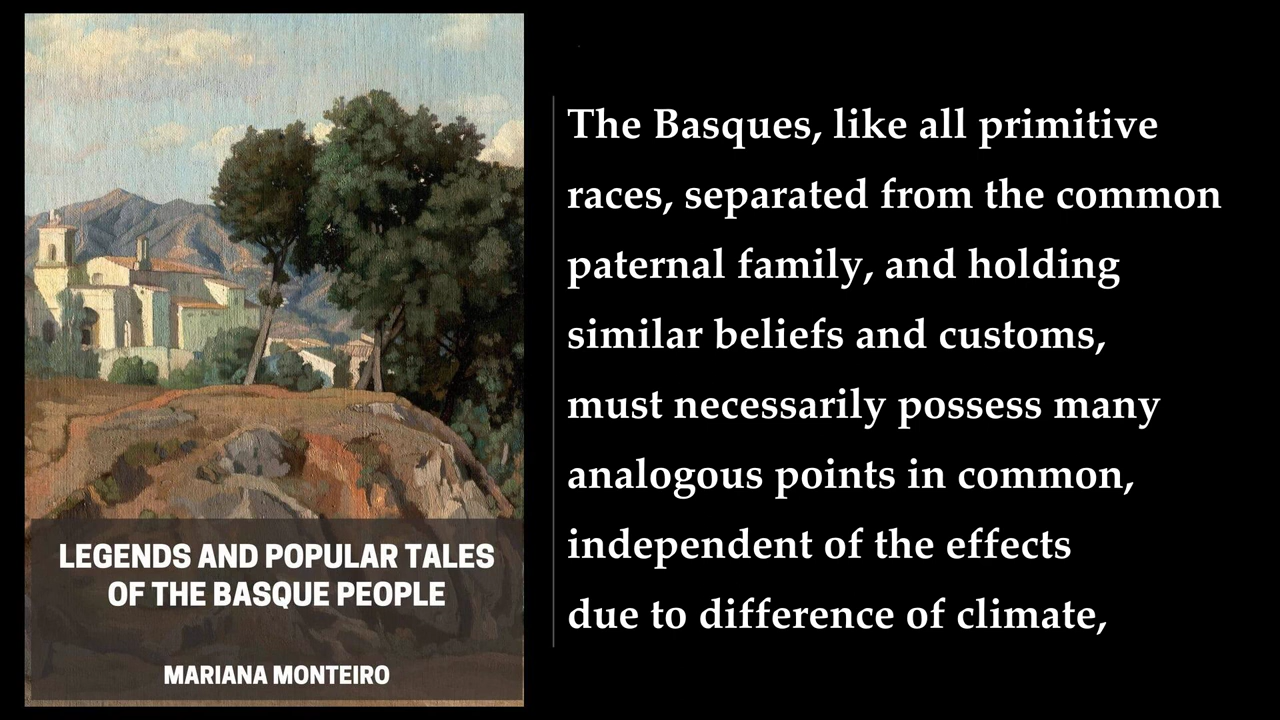 LEGENDS AND POPULAR TALES
OF THE BASQUE PEOPLE
MARIANA MONTEIRO
The Basques, like all primitive
races, separated from the common
paternal family, and holding
similar beliefs and customs,
must necessarily possess many
analogous points in common,
independent of the effects
due to difference of climate,